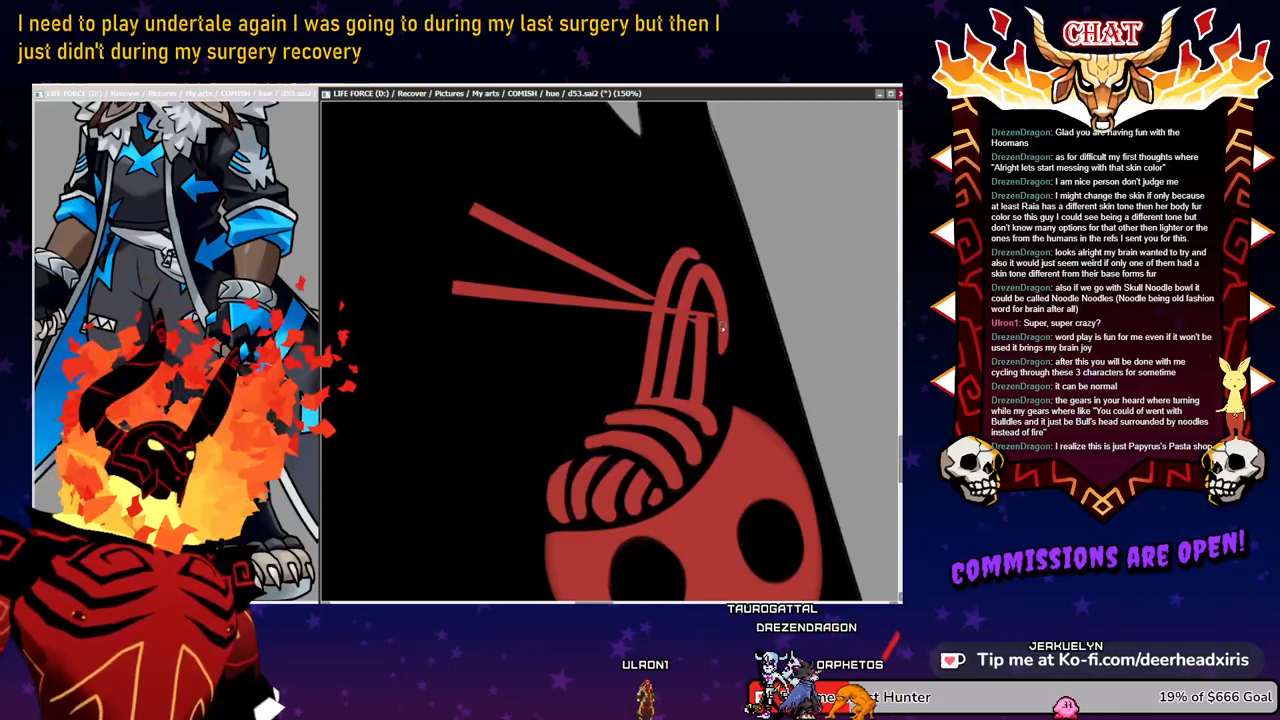 I need to play undertale again I was going to during my last surgery but then I
just didn't during my surgery recovery
LIFE FORCE (D:) / Recover / Pictures / My arts / COMISH / hue / d53.sai2 (
LIFE FORCE (D:) / Recover / Pictures / My arts / COMISH / hue / d53.sai2 (*) (150%)
CHAT
DrezenDragon: Glad you are having fun with the
Hoomans
DrezenDragon: as for difficult my first thoughts where
"Alright lets start messing with that skin color"
DrezenDragon: I am nice person don't judge me
DrezenDragon: I might change the skin if only because
at least Raia has a different skin tone then her body fur
color so this guy I could see being a different tone but
don't know many options for that other then lighter or the
ones from the humans in the refs I sent you for this.
DrezenDragon: looks alright my brain wanted to try and
also it would just seem weird if only one of them had a
skin tone different from their base forms fur
DrezenDragon: also if we go with Skull Noodle bowl it
could be called Noodle Noodles (Noodle being old fashion
word for brain after all)
Ulron1: Super, super crazy?
DrezenDragon: word play is fun for me even if it won't be
used it brings my brain joy
DrezenDragon: after this you will be done with me
cycling through these 3 characters for sometime
DrezenDragon: it can be normal
DrezenDragon: the gears in your heard where turning
while my gears where like "You could of went with
Bulldles and it just be Bull's head surrounded by noodles
instead of fire"
DrezenDragon: I realize this is just Papyrus's Pasta shop
COMMISSIONS ARE OPEN!
TAUROGATTAL
DREZENDRAGON
ULRON1
ORPHETOS
JERKUELYN
Tip me at Ko-fi.com/deerheadxiris
st Hunter
19% of $666 Goal